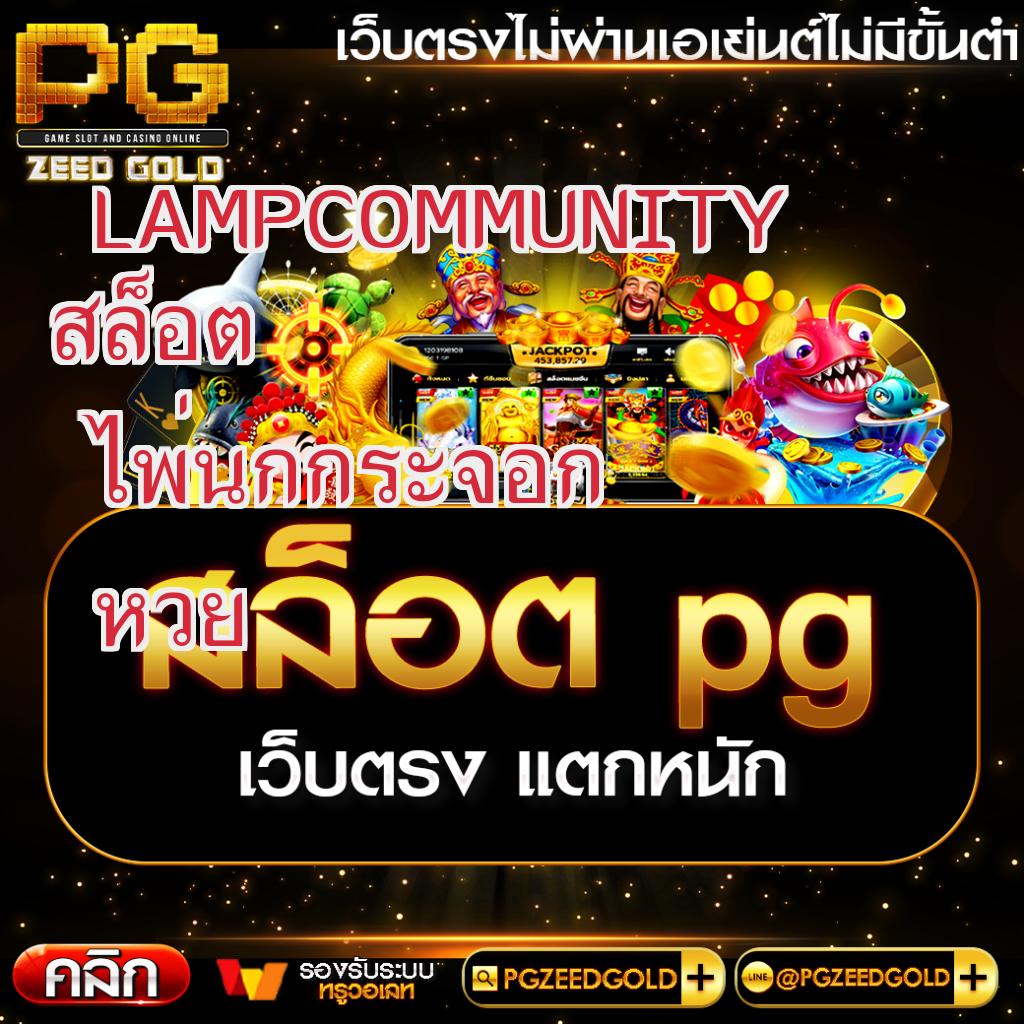 เว็บตรงไม่ผ่านเอเย่นต์ไม่มีขั้นต่ำ
PG
GAME SLOT AND CASINO ONLINE
ZEED GOLD
LAMPCOMMUNITY
สล็อต
JACKPOT
453,857.79
ไพ่นกกระจอก
หวย
สล็อต pg
เว็บตรง แตกหนัก
คลิก
รองรับระบบ
ทรูวอเลท
PGZEEDGOLD
LINE
@PGZEEDGOLD